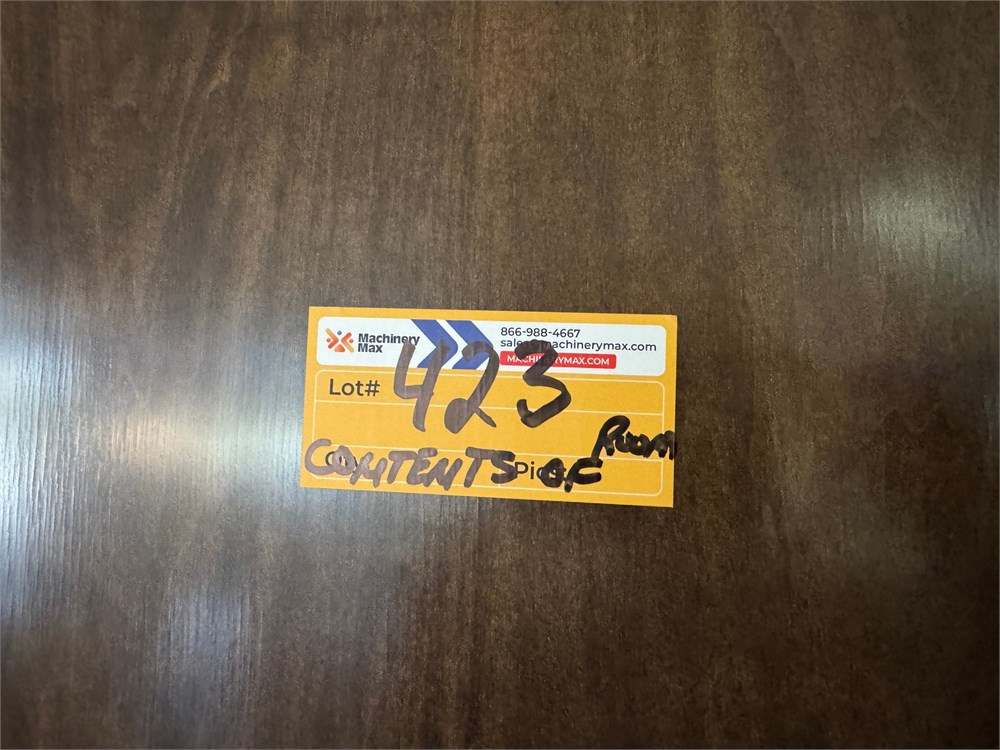 Machinery
Max
866-988-4667
sales@machinerymax.com
MACHINERYMAX.COM
Lot# 423
CONTENTS OF ROOM